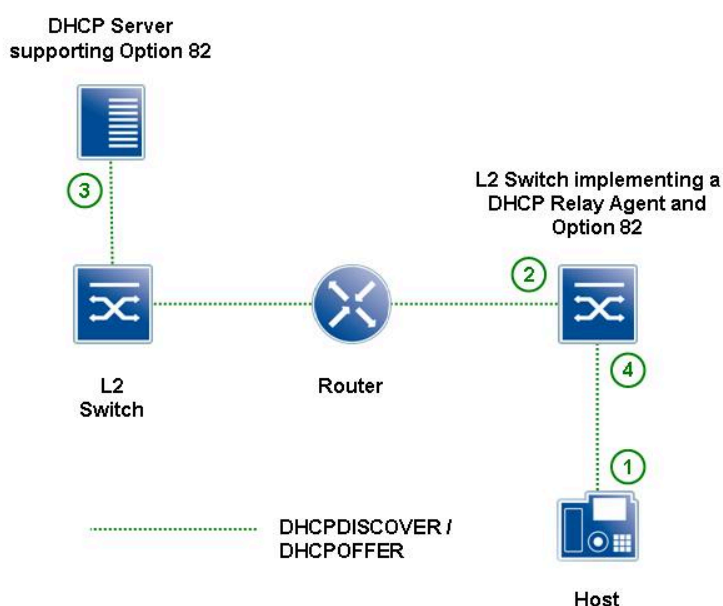 DHCP Server
supporting Option 82
3
L2 Switch implementing a
DHCP Relay Agent and
Option 82
2
L2
Switch
Router
4
1
DHCPDISCOVER /
DHCPOFFER
Host